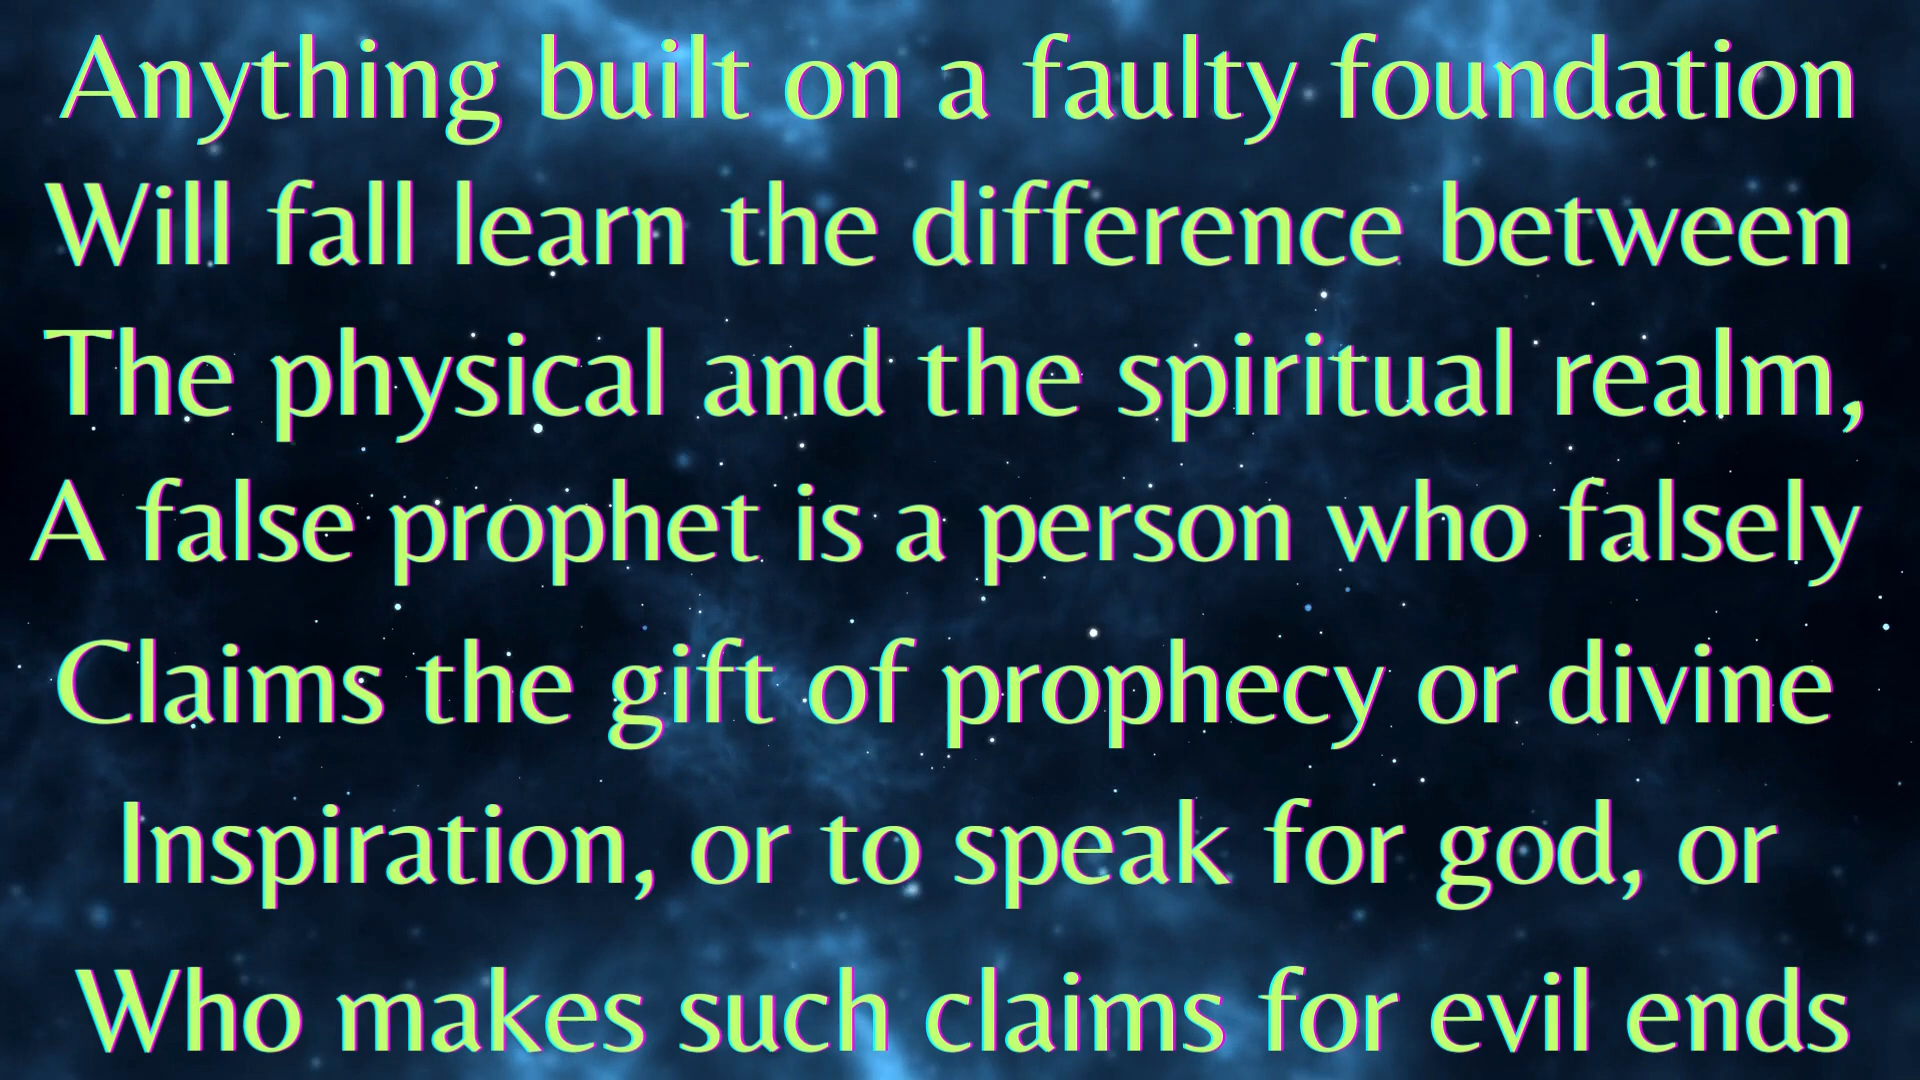 Anything built on a faulty foundation
Will fall learn the difference between
The physical and the spiritual realm,
A false prophet is a person who falsely
Claims the gift of prophecy or divine
Inspiration, or to speak for god, or
Who makes such claims for evil ends